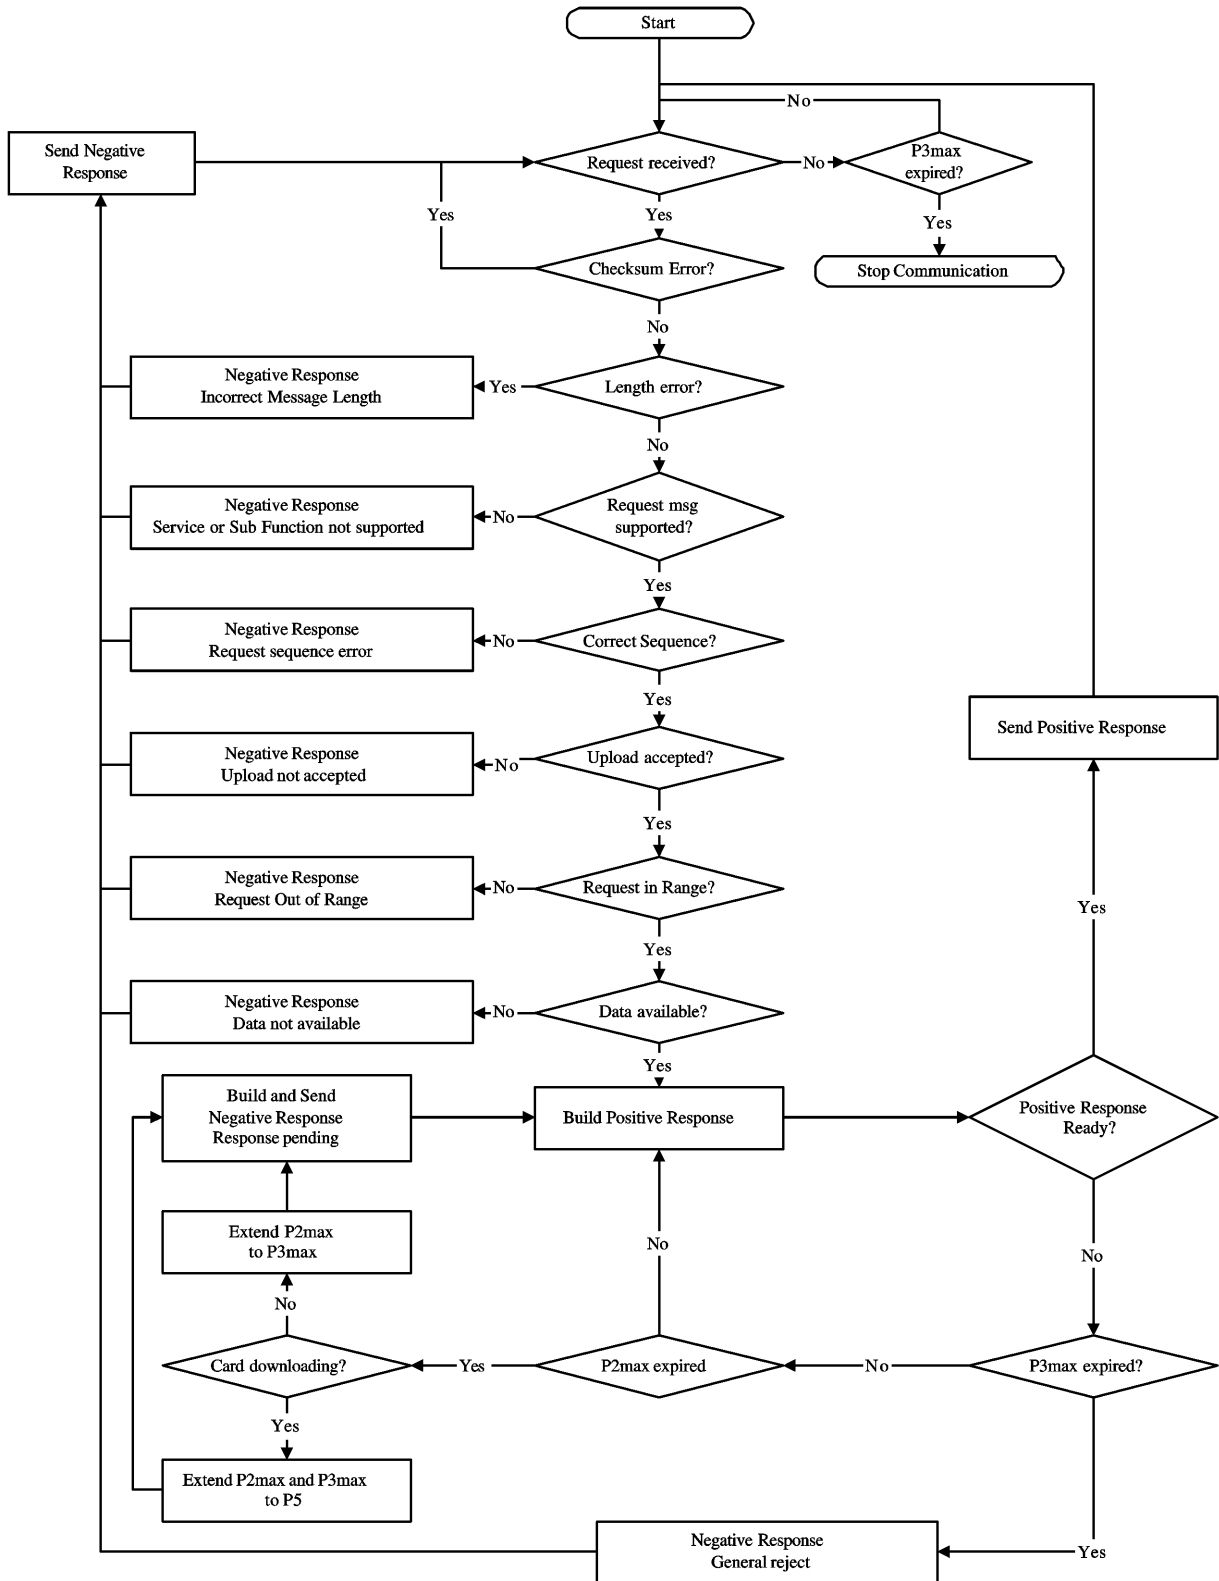 Start
No
Send Negative
Response
Request received?
No
P3max
expired?
Yes
Yes
Yes
Checksum Error?
Stop Communication
No
Negative Response
Incorrect Message Length
Yes
Length error?
No
Negative Response
Service or Sub Function not supported
No
Request msg
supported?
Yes
Negative Response
Request sequence error
No
Correct Sequence?
Yes
Send Positive Response
Negative Response
Upload not accepted
No
Upload accepted?
Yes
Negative Response
Request Out of Range
No
Request in Range?
Yes
Yes
Negative Response
Data not available
No
Data available?
Yes
Build and Send
Negative Response
Response pending
Build Positive Response
Positive Response
Ready?
Extend P2max
to P3max
No
No
No
Card downloading?
Yes
P2max expired
No
P3max expired?
Yes
Extend P2max and P3max
to P5
Negative Response
General reject
Yes